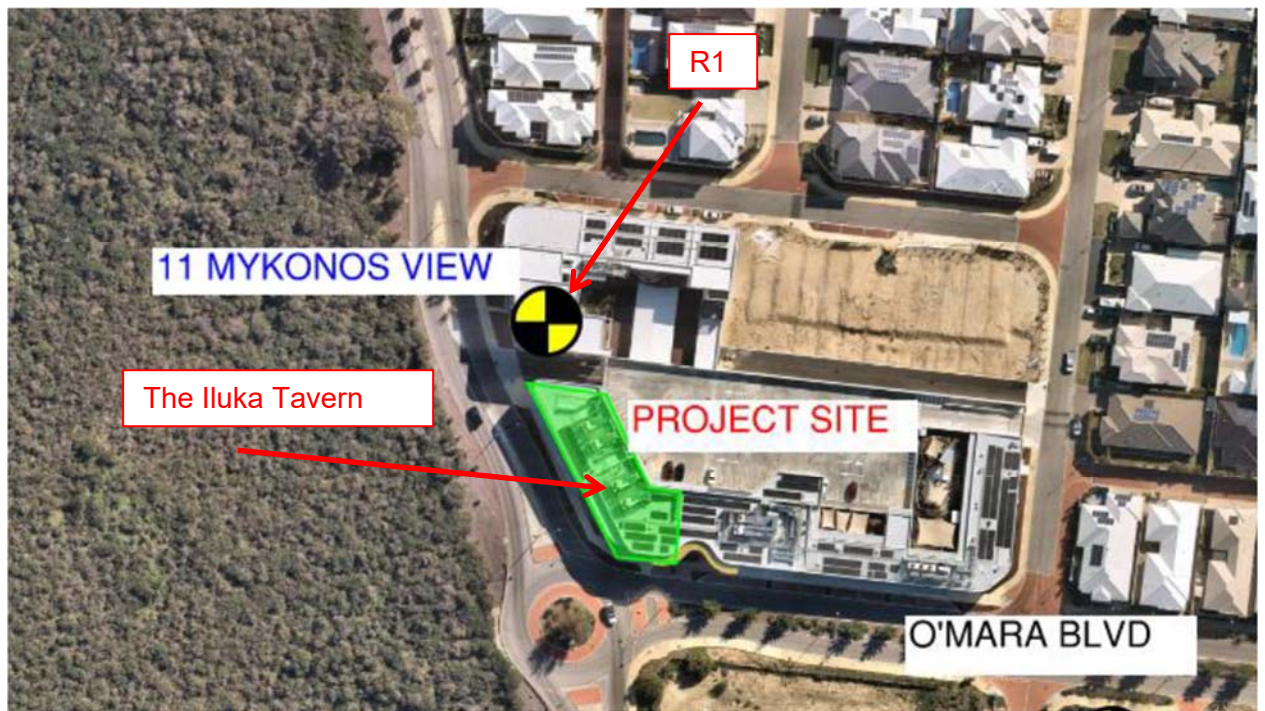 R1
11 MYKONOS VIEW
The Iluka Tavern
PROJECT SITE
O'MARA BLVD